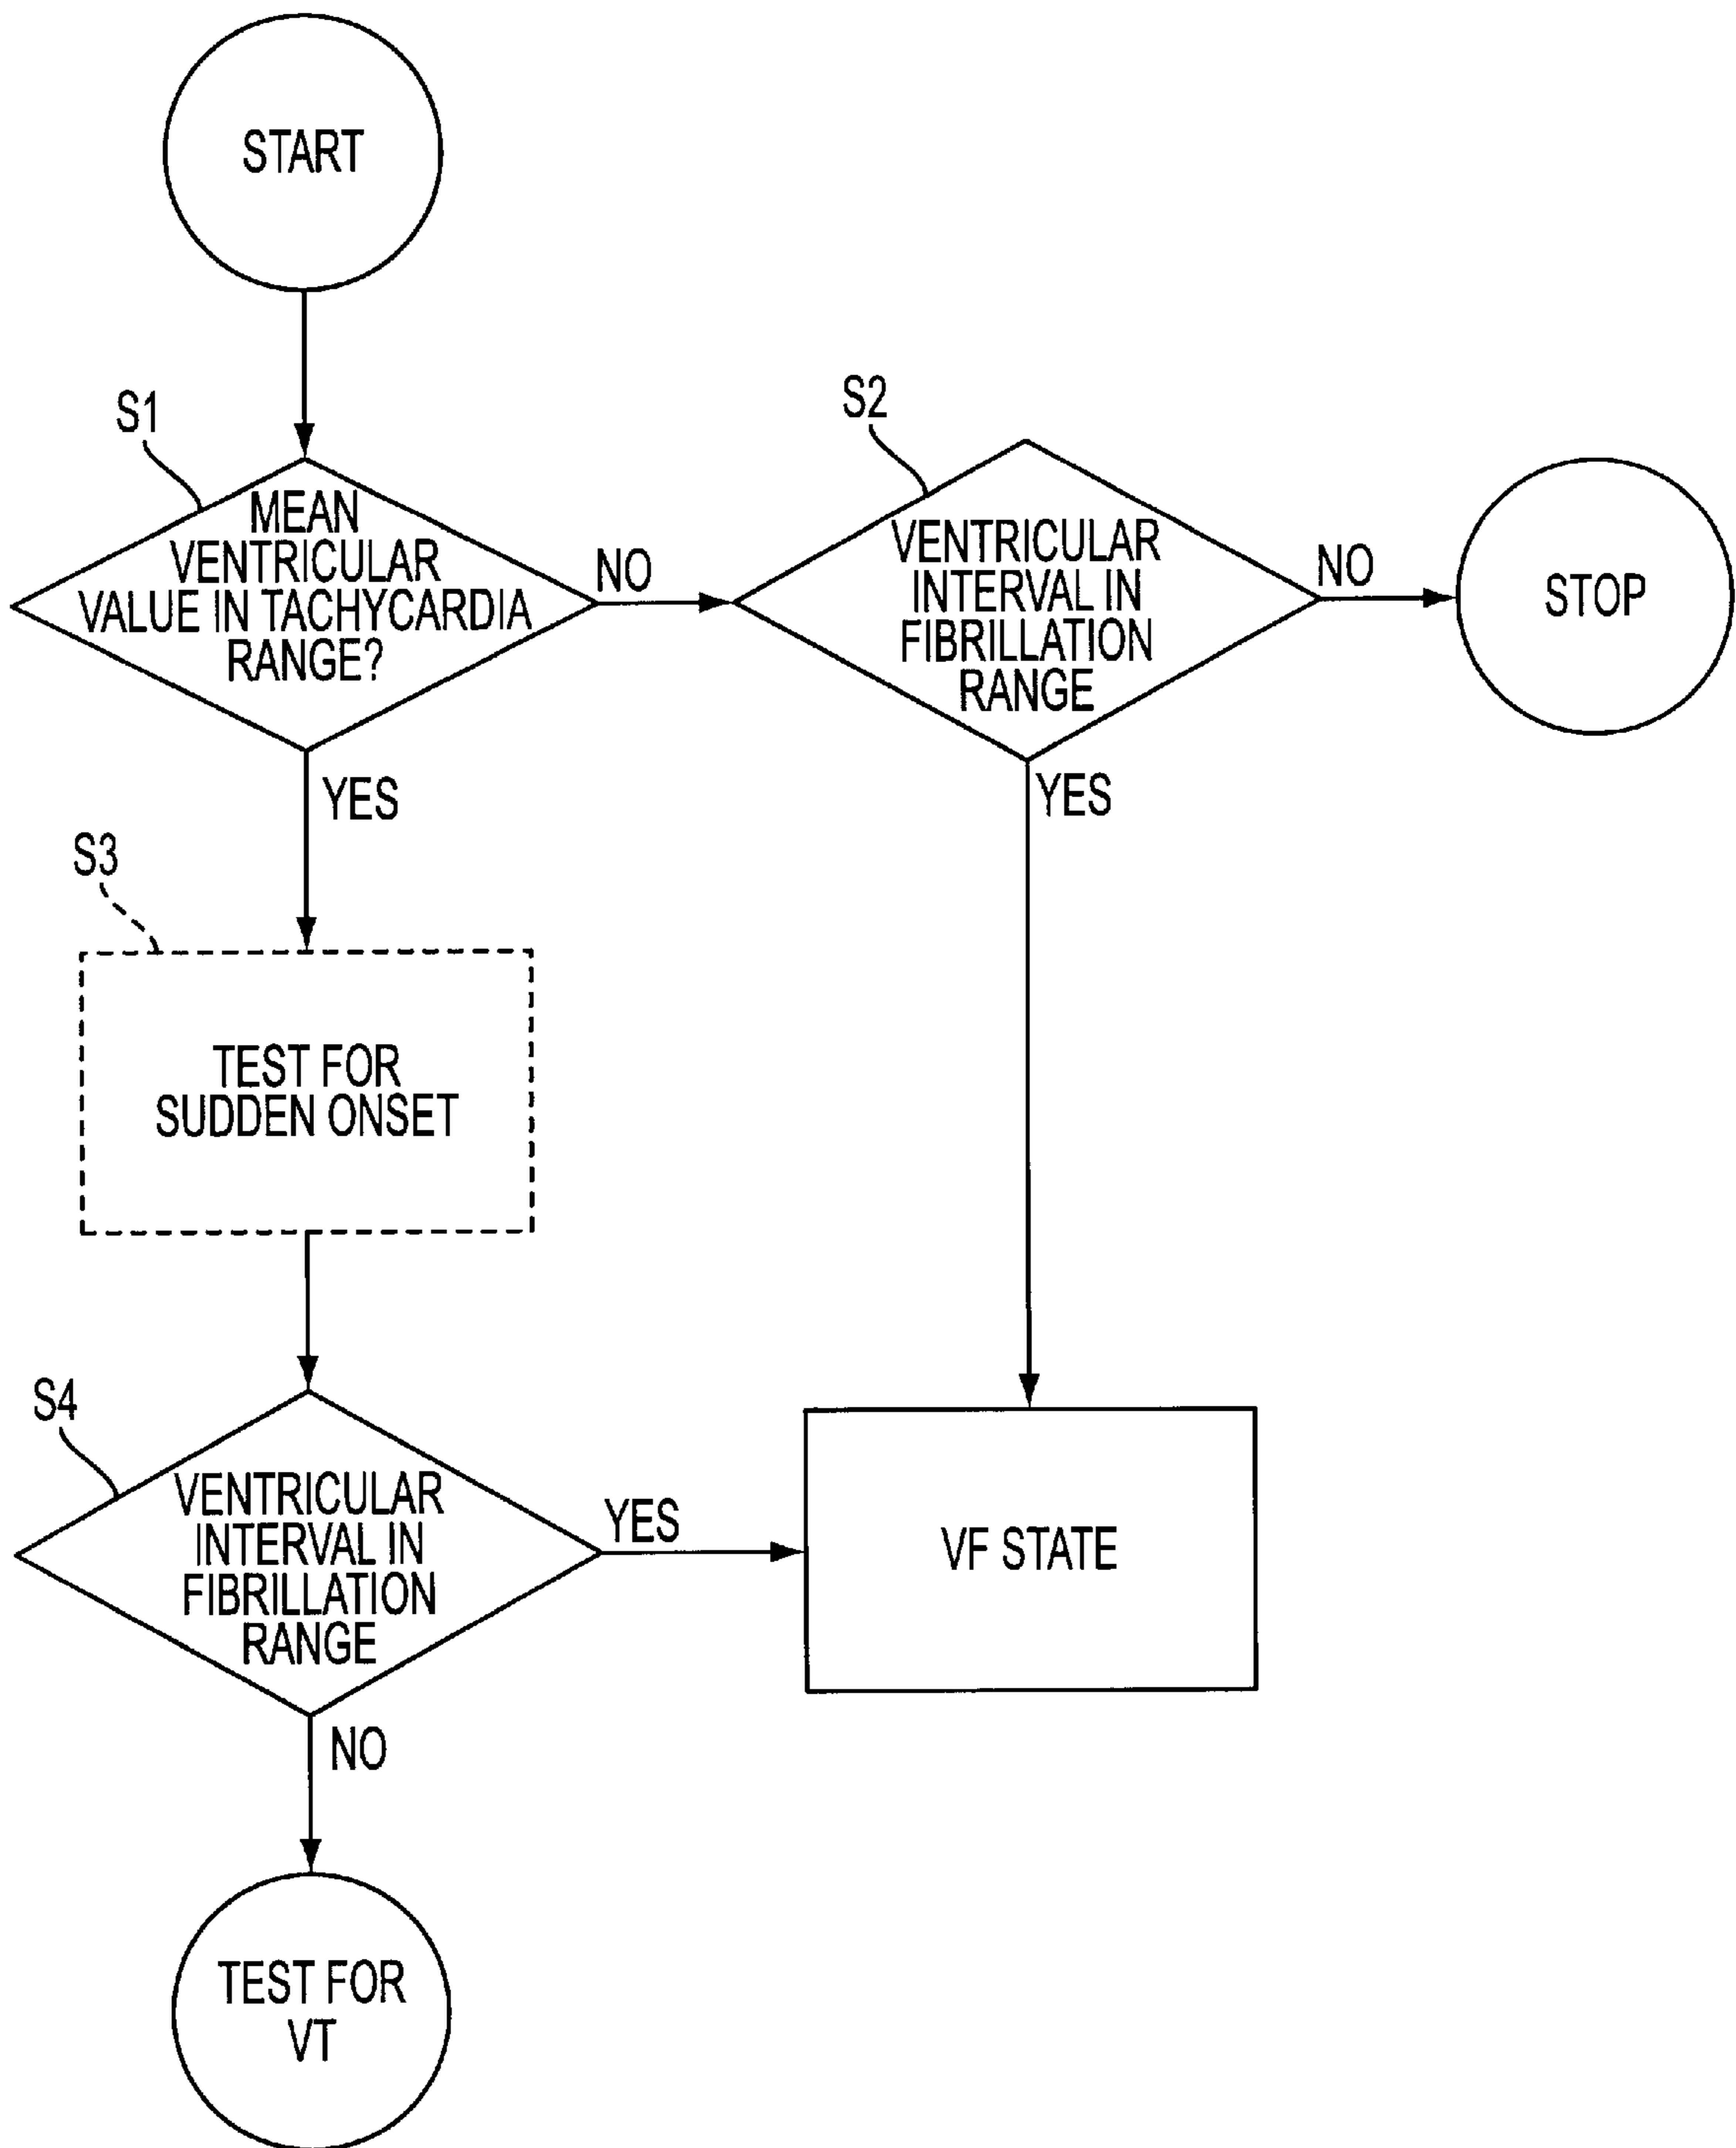 START
S1
MEAN
VENTRICULAR
VALUE IN TACHYCARDIA
RANGE?
NO
YES
S2
VENTRICULAR
INTERVAL IN
FIBRILLATION
RANGE
NO
STOP
YES
S3
TEST FOR
SUDDEN ONSET
S4
VENTRICULAR
INTERVAL IN
FIBRILLATION
RANGE
YES
VF STATE
NO
TEST FOR
VT